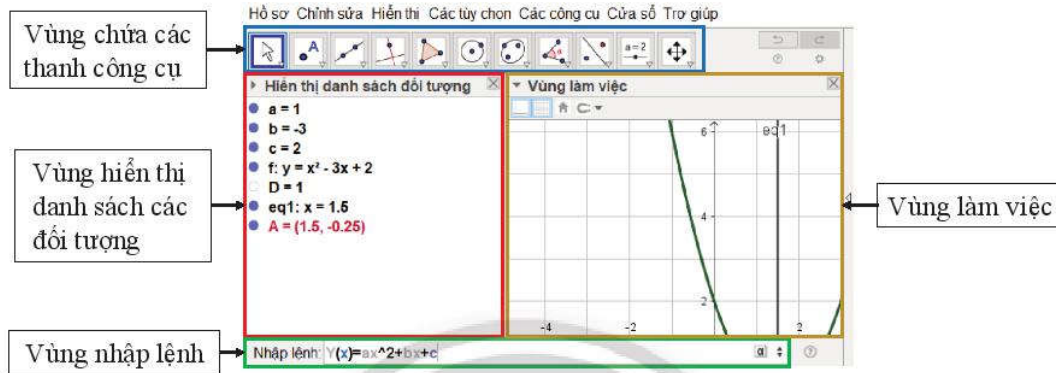 Hồ sơ Chỉnh sửa Hiển thị Các tùy chọn Các công cụ Cửa sổ Trợ giúp
Vùng chứa các
thanh công cụ
A
a=2
Hiển thị danh sách đối tượng
Vùng làm việc
a = 1
b = -3
c = 2
f: y = x² - 3x + 2
D = 1
eq1: x = 1.5
A = (1.5, -0.25)
Vùng hiển thị
danh sách các
đối tượng
6
eq1
4
2
-4 -2 0 2
Vùng làm việc
Vùng nhập lệnh
Nhập lệnh: Y(x)=ax^2+bx+c
α